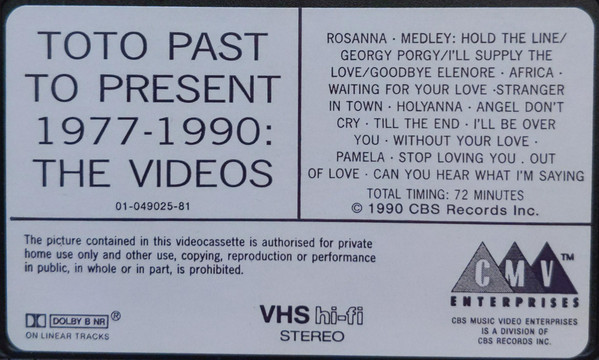 TOTO PAST
TO PRESENT
1977-1990:
THE VIDEOS
01-049025-81
ROSANNA · MEDLEY: HOLD THE LINE/
GEORGY PORGY/I'LL SUPPLY THE
LOVE/GOODBYE ELENORE · AFRICA ·
WAITING FOR YOUR LOVE ·STRANGER
IN TOWN · HOLYANNA · ANGEL DON'T
CRY · TILL THE END · I'LL BE OVER
YOU · WITHOUT YOUR LOVE ·
PAMELA · STOP LOVING YOU . OUT
OF LOVE · CAN YOU HEAR WHAT I'M SAYING
TOTAL TIMING: 72 MINUTES
© 1990 CBS Records Inc.
The picture contained in this videocassette is authorised for private
home use only and other use, copying, reproduction or performance
in public, in whole or in part, is prohibited.
DOLBY B NR ®
ON LINEAR TRACKS
VHS hi-fi
STEREO
CMV™
ENTERPRISES
CBS MUSIC VIDEO ENTERPRISES
IS A DIVISION OF
CBS RECORDS INC.